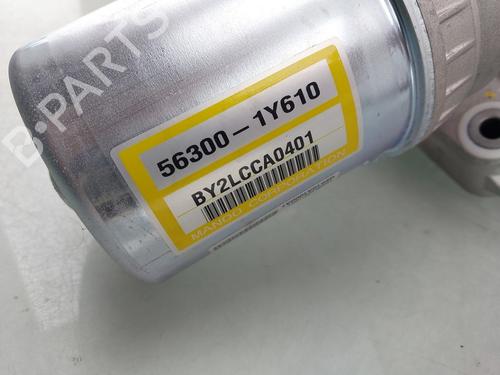 B-PARTS
56300-1Y610
BY2LCCA0401
MANDO CORPORATION